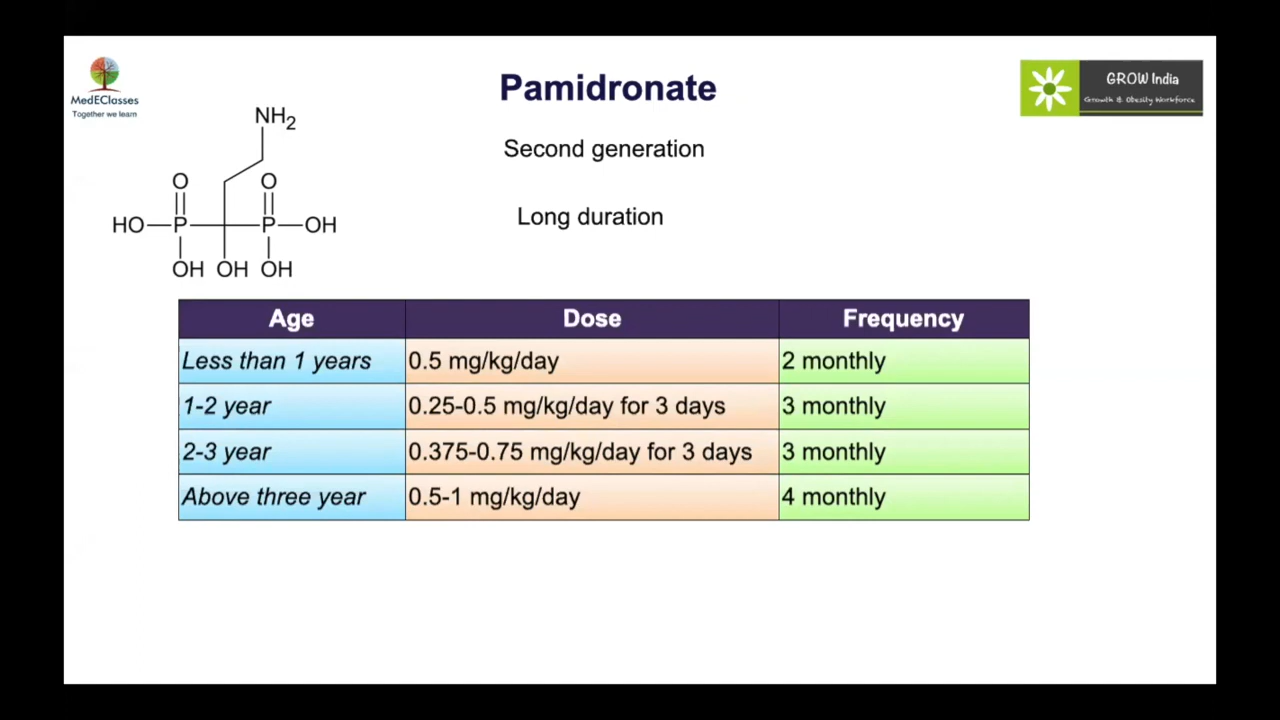 MedEClasses
Together we learn
Pamidronate
GROW India
Growth & Obesity Workforce
Second generation
Long duration
NH2
O O
HO P P OH
OH OH OH
Age Dose Frequency
Less than 1 years 0.5 mg/kg/day 2 monthly
1-2 year 0.25-0.5 mg/kg/day for 3 days 3 monthly
2-3 year 0.375-0.75 mg/kg/day for 3 days 3 monthly
Above three year 0.5-1 mg/kg/day 4 monthly